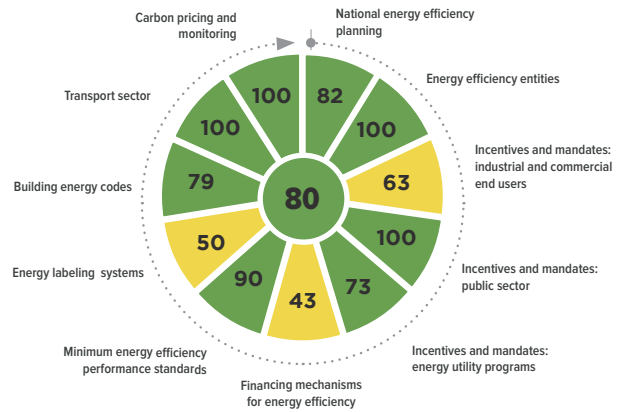 Carbon pricing and
monitoring
National energy efficiency
planning
Transport sector
Energy efficiency entities
100
82
100
100
Incentives and mandates:
industrial and commercial
end users
Building energy codes
79
80
63
50
100
Energy labeling systems
Incentives and mandates:
public sector
90
43
73
Minimum energy efficiency
performance standards
Incentives and mandates:
energy utility programs
Financing mechanisms
for energy efficiency